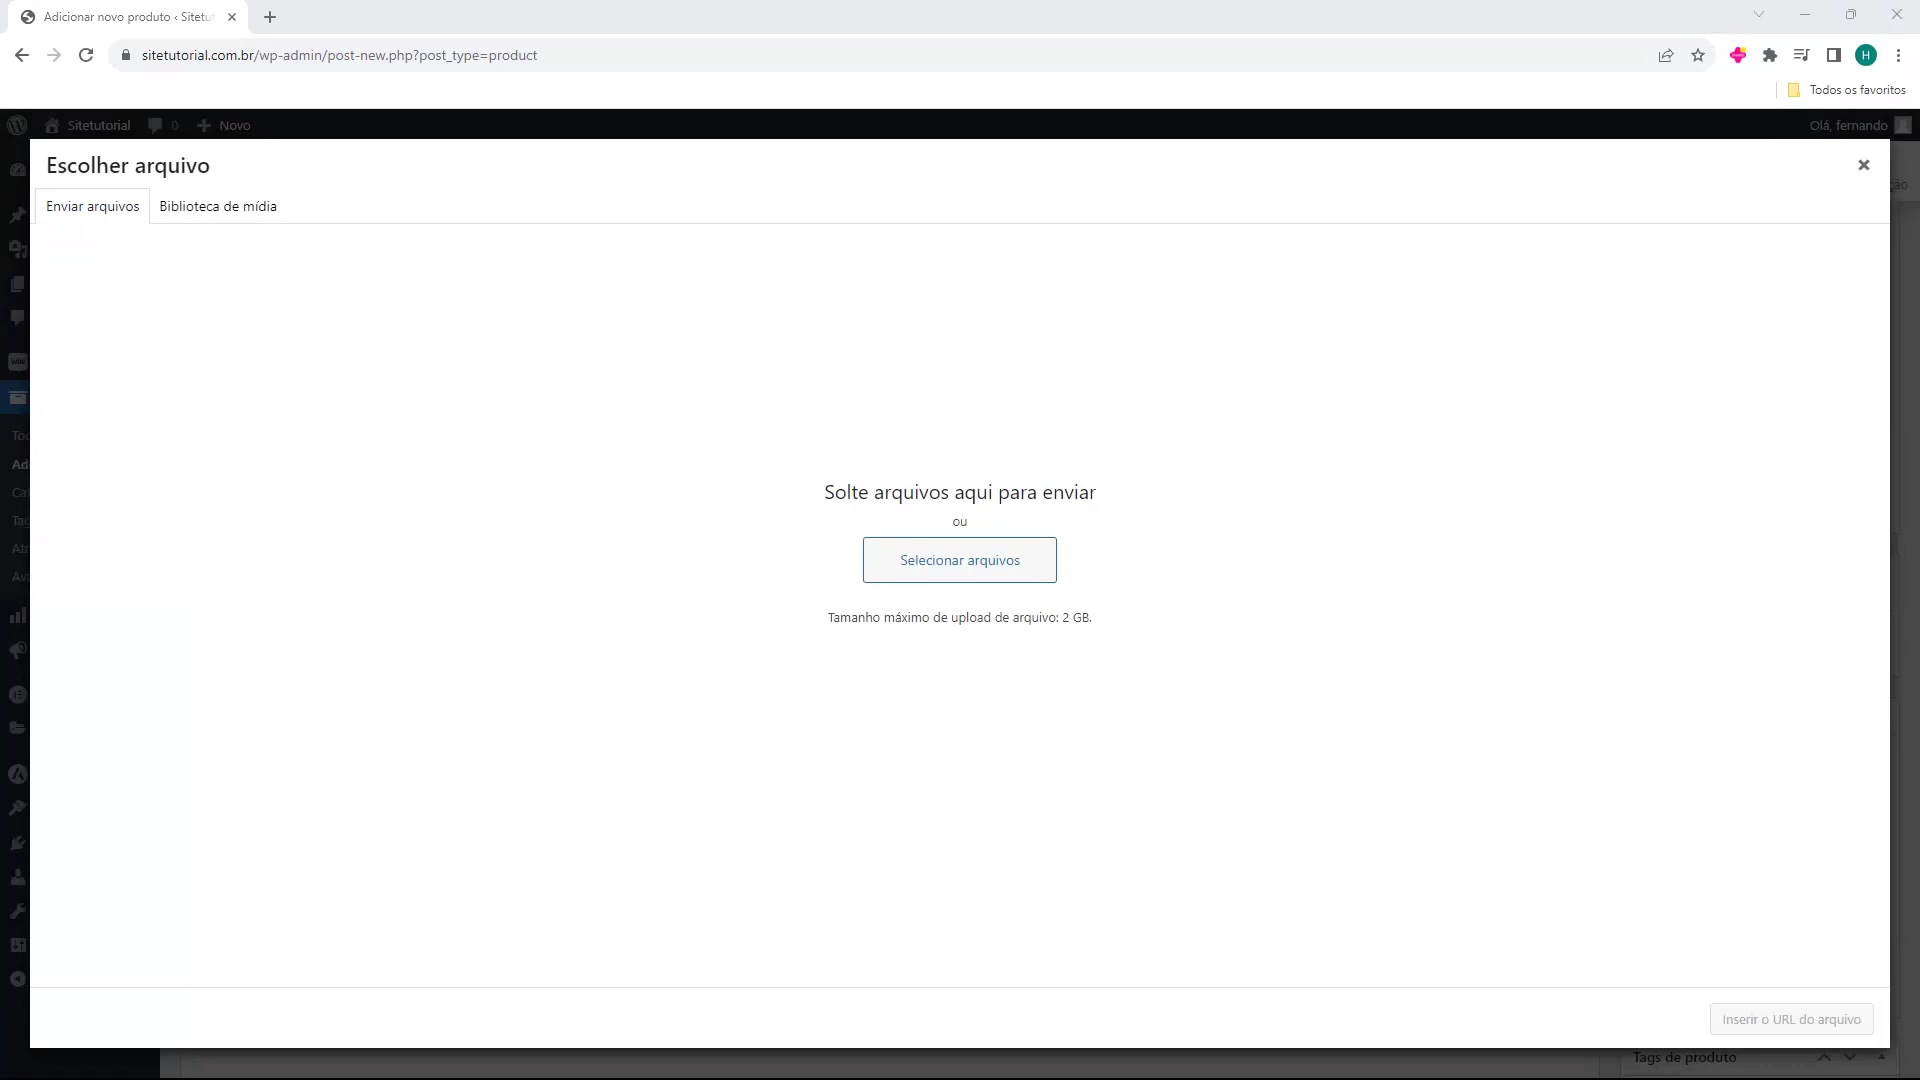 Adicionar novo produto ‹ Sitetut
sitetutorial.com.br/wp-admin/post-new.php?post_type=product
H
Todos os favoritos
Sitetutorial
0
Novo
Olá, fernando
Escolher arquivo
Enviar arquivos
Biblioteca de mídia
Solte arquivos aqui para enviar
ou
Selecionar arquivos
Tamanho máximo de upload de arquivo: 2 GB.
Inserir o URL do arquivo
Tags de produto